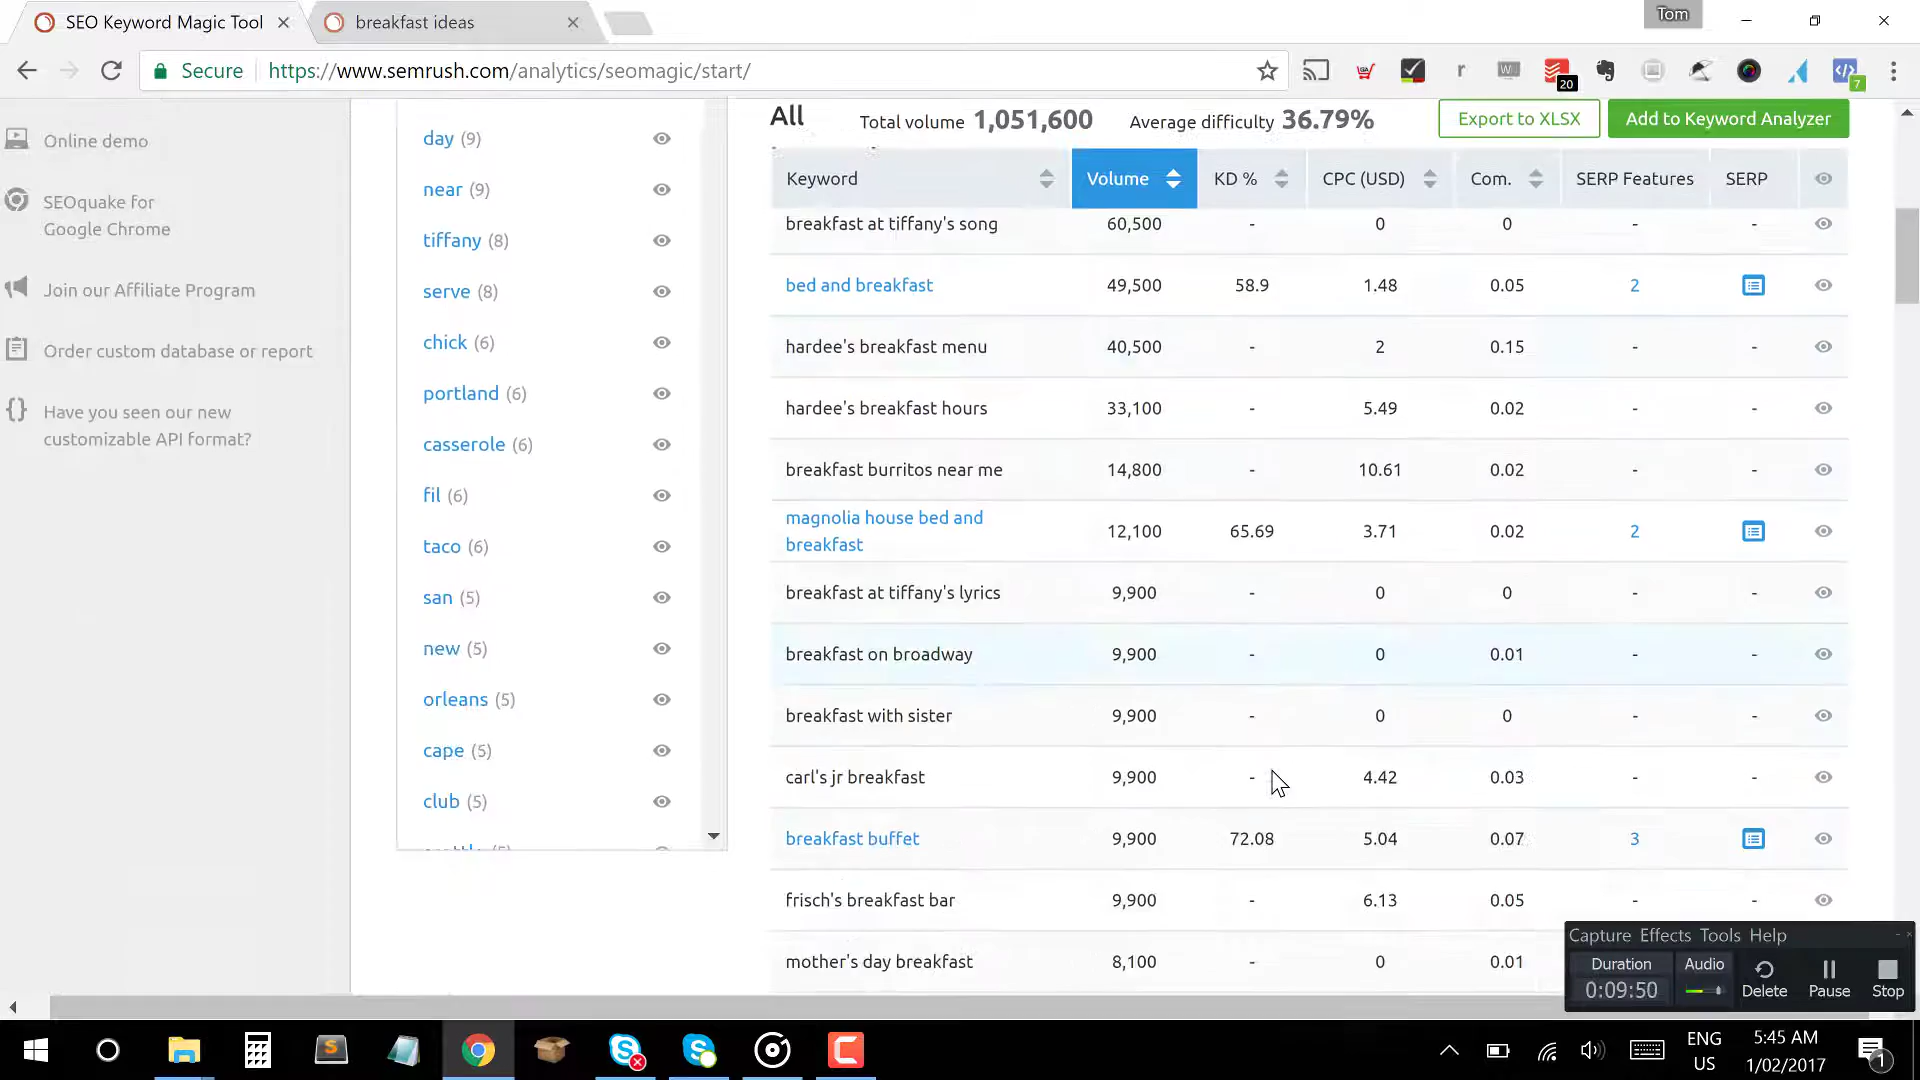 SEO Keyword Magic Tool
breakfast ideas
Tom
Secure
https://www.semrush.com/analytics/seomagic/start/
20
7
Online demo
SEOquake for
Google Chrome
Join our Affiliate Program
Order custom database or report
Have you seen our new
customizable API format?
day (9)
near (9)
tiffany (8)
serve (8)
chick (6)
portland (6)
casserole (6)
fil (6)
taco (6)
san (5)
new (5)
orleans (5)
cape (5)
club (5)
All Total volume 1,051,600 Average difficulty 36.79% Export to XLSX Add to Keyword Analyzer
Keyword Volume KD % CPC (USD) Com. SERP Features SERP
breakfast at tiffany's song 60,500 - 0 0 - -
bed and breakfast 49,500 58.9 1.48 0.05 2
hardee's breakfast menu 40,500 - 2 0.15 - -
hardee's breakfast hours 33,100 - 5.49 0.02 - -
breakfast burritos near me 14,800 - 10.61 0.02 - -
magnolia house bed and
breakfast 12,100 65.69 3.71 0.02 2
breakfast at tiffany's lyrics 9,900 - 0 0 - -
breakfast on broadway 9,900 - 0 0.01 - -
breakfast with sister 9,900 - 0 0 - -
carl's jr breakfast 9,900 - 4.42 0.03 - -
breakfast buffet 9,900 72.08 5.04 0.07 3
frisch's breakfast bar 9,900 - 6.13 0.05 - -
mother's day breakfast 8,100 - 0 0.01
Capture Effects Tools Help
Duration Audio
0:09:50 Delete Pause Stop
ENG
US
5:45 AM
1/02/2017
1